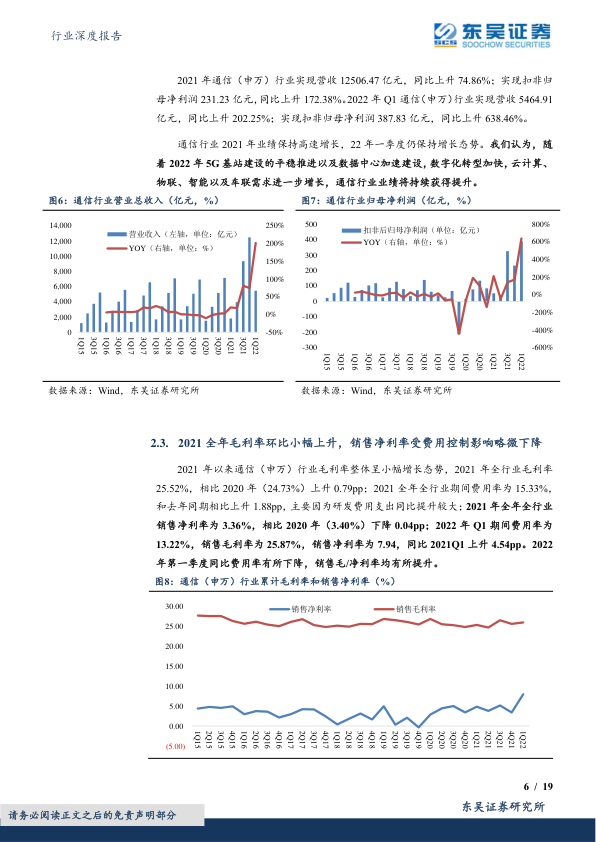 行业深度报告
东吴证券
SCS SOOCHOW SECURITIES
2021 年通信（申万）行业实现营收 12506.47 亿元，同比上升 74.86%；实现扣非归
母净利润 231.23 亿元，同比上升 172.38%。2022 年 Q1 通信（申万）行业实现营收 5464.91
亿元，同比上升 202.25%；实现扣非归母净利润 387.83 亿元，同比上升 638.46%。
通信行业 2021 年业绩保持高速增长，22 年一季度仍保持增长态势。我们认为，随
着 2022 年 5G 基站建设的平稳推进以及数据中心加速建设，数字化转型加快，云计算、
物联、智能以及车联需求进一步增长，通信行业业绩将持续获得提升。
图6：通信行业营业总收入（亿元，%）
14,000
12,000
10,000
8,000
6,000
4,000
2,000
0
营业收入（左轴，单位：亿元）
YOY（右轴，单位：%）
250%
200%
150%
100%
50%
0%
-50%
1Q15
3Q15
1Q16
3Q16
1Q17
3Q17
1Q18
3Q18
1Q19
3Q19
1Q20
3Q20
1Q21
3Q21
1Q22
数据来源：Wind，东吴证券研究所
图7：通信行业归母净利润（亿元，%）
500
400
300
200
100
0
-100
-200
-300
扣非后归母净利润（单位：亿元）
YOY（右轴，单位：%）
800%
600%
400%
200%
0%
-200%
-400%
-600%
1Q15
3Q15
1Q16
3Q16
1Q17
3Q17
1Q18
3Q18
1Q19
3Q19
1Q20
3Q20
1Q21
3Q21
1Q22
数据来源：Wind，东吴证券研究所
2.3. 2021 全年毛利率环比小幅上升，销售净利率受费用控制影响略微下降
2021 年以来通信（申万）行业毛利率整体呈小幅增长态势，2021 年全行业毛利率
25.52%，相比 2020 年（24.73%）上升 0.79pp；2021 全年全行业期间费用率为 15.33%，
和去年同期相比上升 1.88pp，主要因为研发费用支出同比提升较大；2021 年全年全行业
销售净利率为 3.36%，相比 2020 年（3.40%）下降 0.04pp；2022 年 Q1 期间费用率为
13.22%，销售毛利率为 25.87%，销售净利率为 7.94，同比 2021Q1 上升 4.54pp。2022
年第一季度同比费用率有所下降，销售毛/净利率均有所提升。
图8：通信（申万）行业累计毛利率和销售净利率（%）
30.00
25.00
20.00
15.00
10.00
5.00
0.00
(5.00)
销售净利率
销售毛利率
1Q15
2Q15
3Q15
4Q15
1Q16
2Q16
3Q16
4Q16
1Q17
2Q17
3Q17
4Q17
1Q18
2Q18
3Q18
4Q18
1Q19
2Q19
3Q19
4Q19
1Q20
2Q20
3Q20
4Q20
1Q21
2Q21
3Q21
4Q21
1Q22
6 / 19
东吴证券研究所
请务必阅读正文之后的免责声明部分